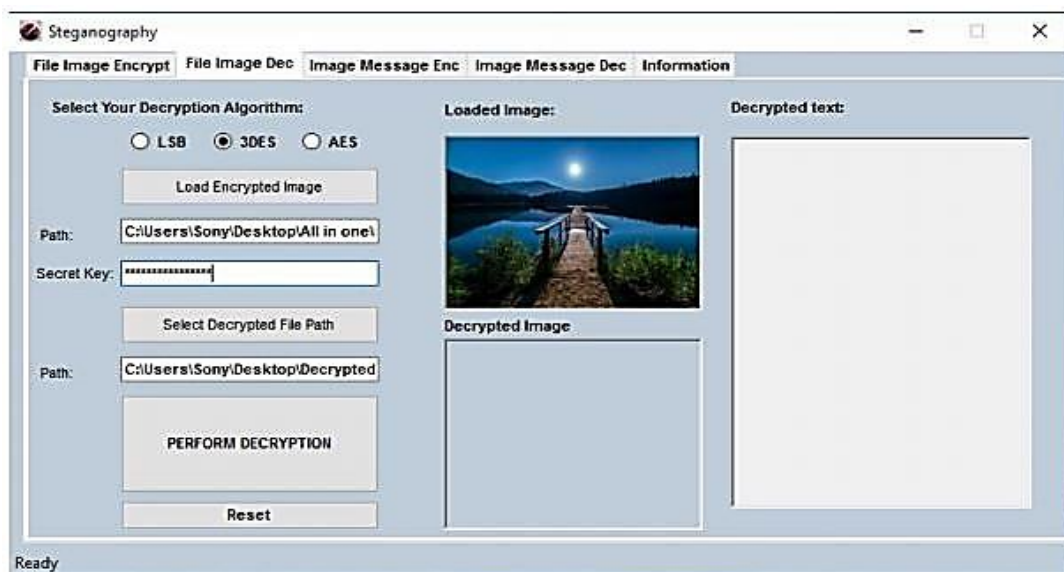 Steganography
File Image Encrypt File Image Dec Image Message Enc Image Message Dec Information
Select Your Decryption Algorithm:
LSB 3DES AES
Load Encrypted Image
Path: C:\Users\Sony\Desktop\All in one\
Secret Key: ****************
Select Decrypted File Path
Path: C:\Users\Sony\Desktop\Decrypted
PERFORM DECRYPTION
Reset
Loaded Image:
Decrypted Image
Decrypted text:
Ready